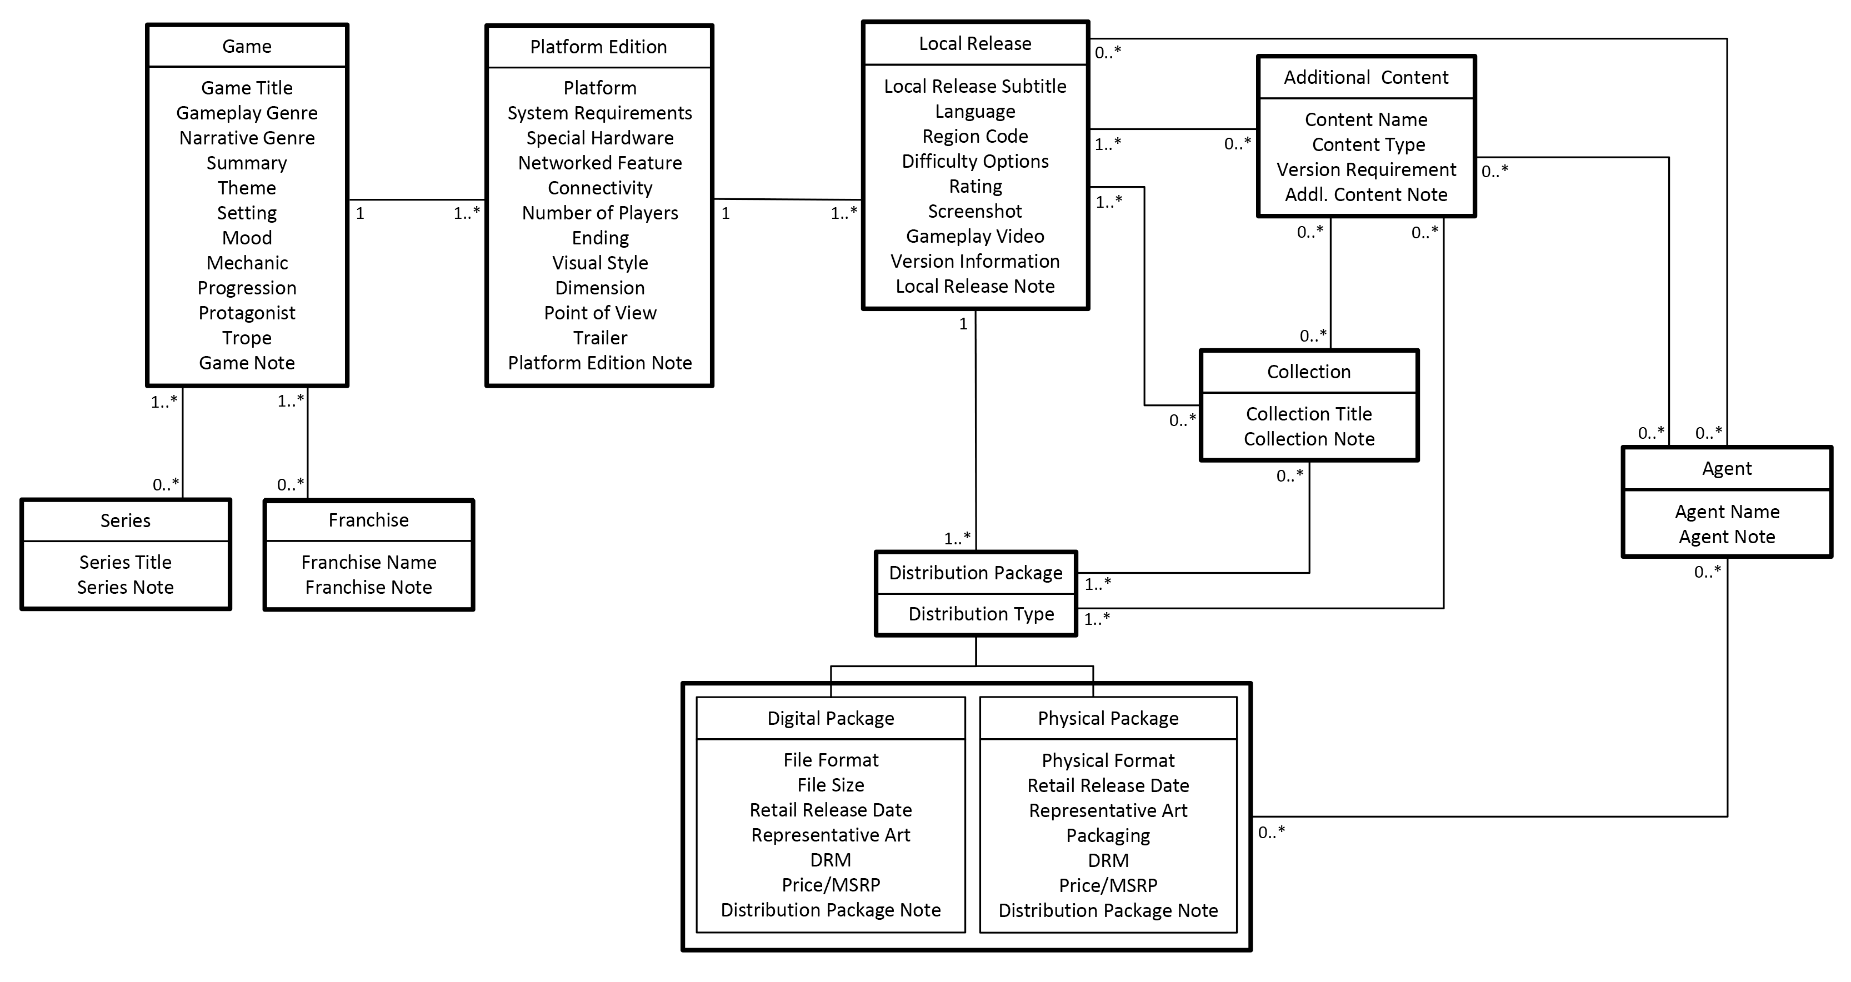 Game
Game Title
Gameplay Genre
Narrative Genre
Summary
Theme
Setting
Mood
Mechanic
Progression
Protagonist
Trope
Game Note
1
1..*
1..*
1..*
0..*
0..*
Platform Edition
Platform
System Requirements
Special Hardware
Networked Feature
Connectivity
Number of Players
Ending
Visual Style
Dimension
Point of View
Trailer
Platform Edition Note
1
1..*
Local Release
Local Release Subtitle
Language
Region Code
Difficulty Options
Rating
Screenshot
Gameplay Video
Version Information
Local Release Note
0..*
1..*
0..*
1..*
0..*
1
1..*
Additional  Content
Content Name
Content Type
Version Requirement
Addl. Content Note
0..*
0..*
0..*
0..*
Collection
Collection Title
Collection Note
0..*
0..*
0..*
Agent
Agent Name
Agent Note
0..*
Series
Series Title
Series Note
Franchise
Franchise Name
Franchise Note
Distribution Package
Distribution Type
1..*
1..*
Digital Package
File Format
File Size
Retail Release Date
Representative Art
DRM
Price/MSRP
Distribution Package Note
Physical Package
Physical Format
Retail Release Date
Representative Art
Packaging
DRM
Price/MSRP
Distribution Package Note
0..*